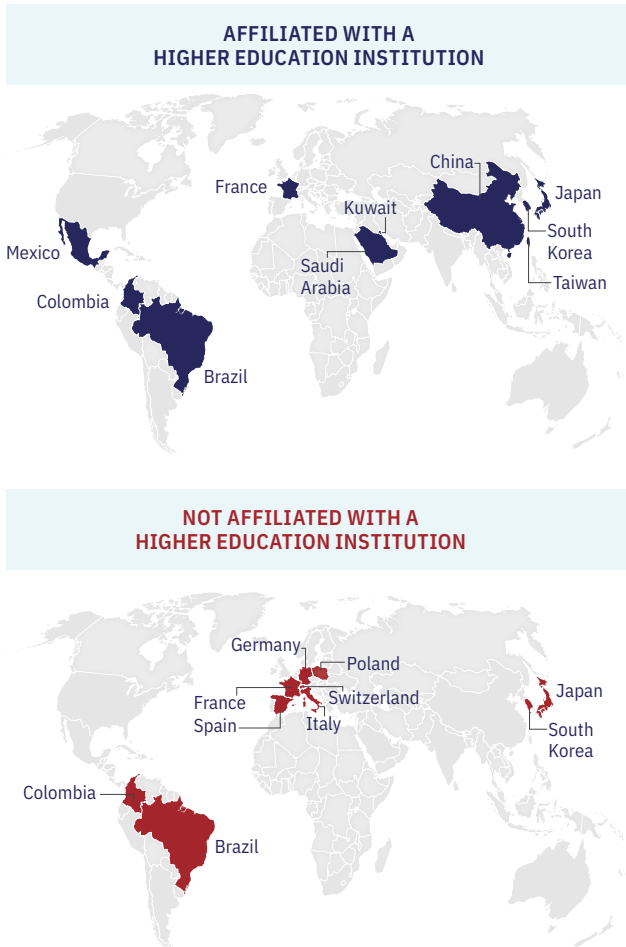 AFFILIATED WITH A
HIGHER EDUCATION INSTITUTION
China
France
Japan
Kuwait
South
Korea
Mexico
Saudi
Arabia
Taiwan
Colombia
Brazil
NOT AFFILIATED WITH A
HIGHER EDUCATION INSTITUTION
Germany
Poland
France
Switzerland
Japan
Spain
Italy
South
Korea
Colombia
Brazil